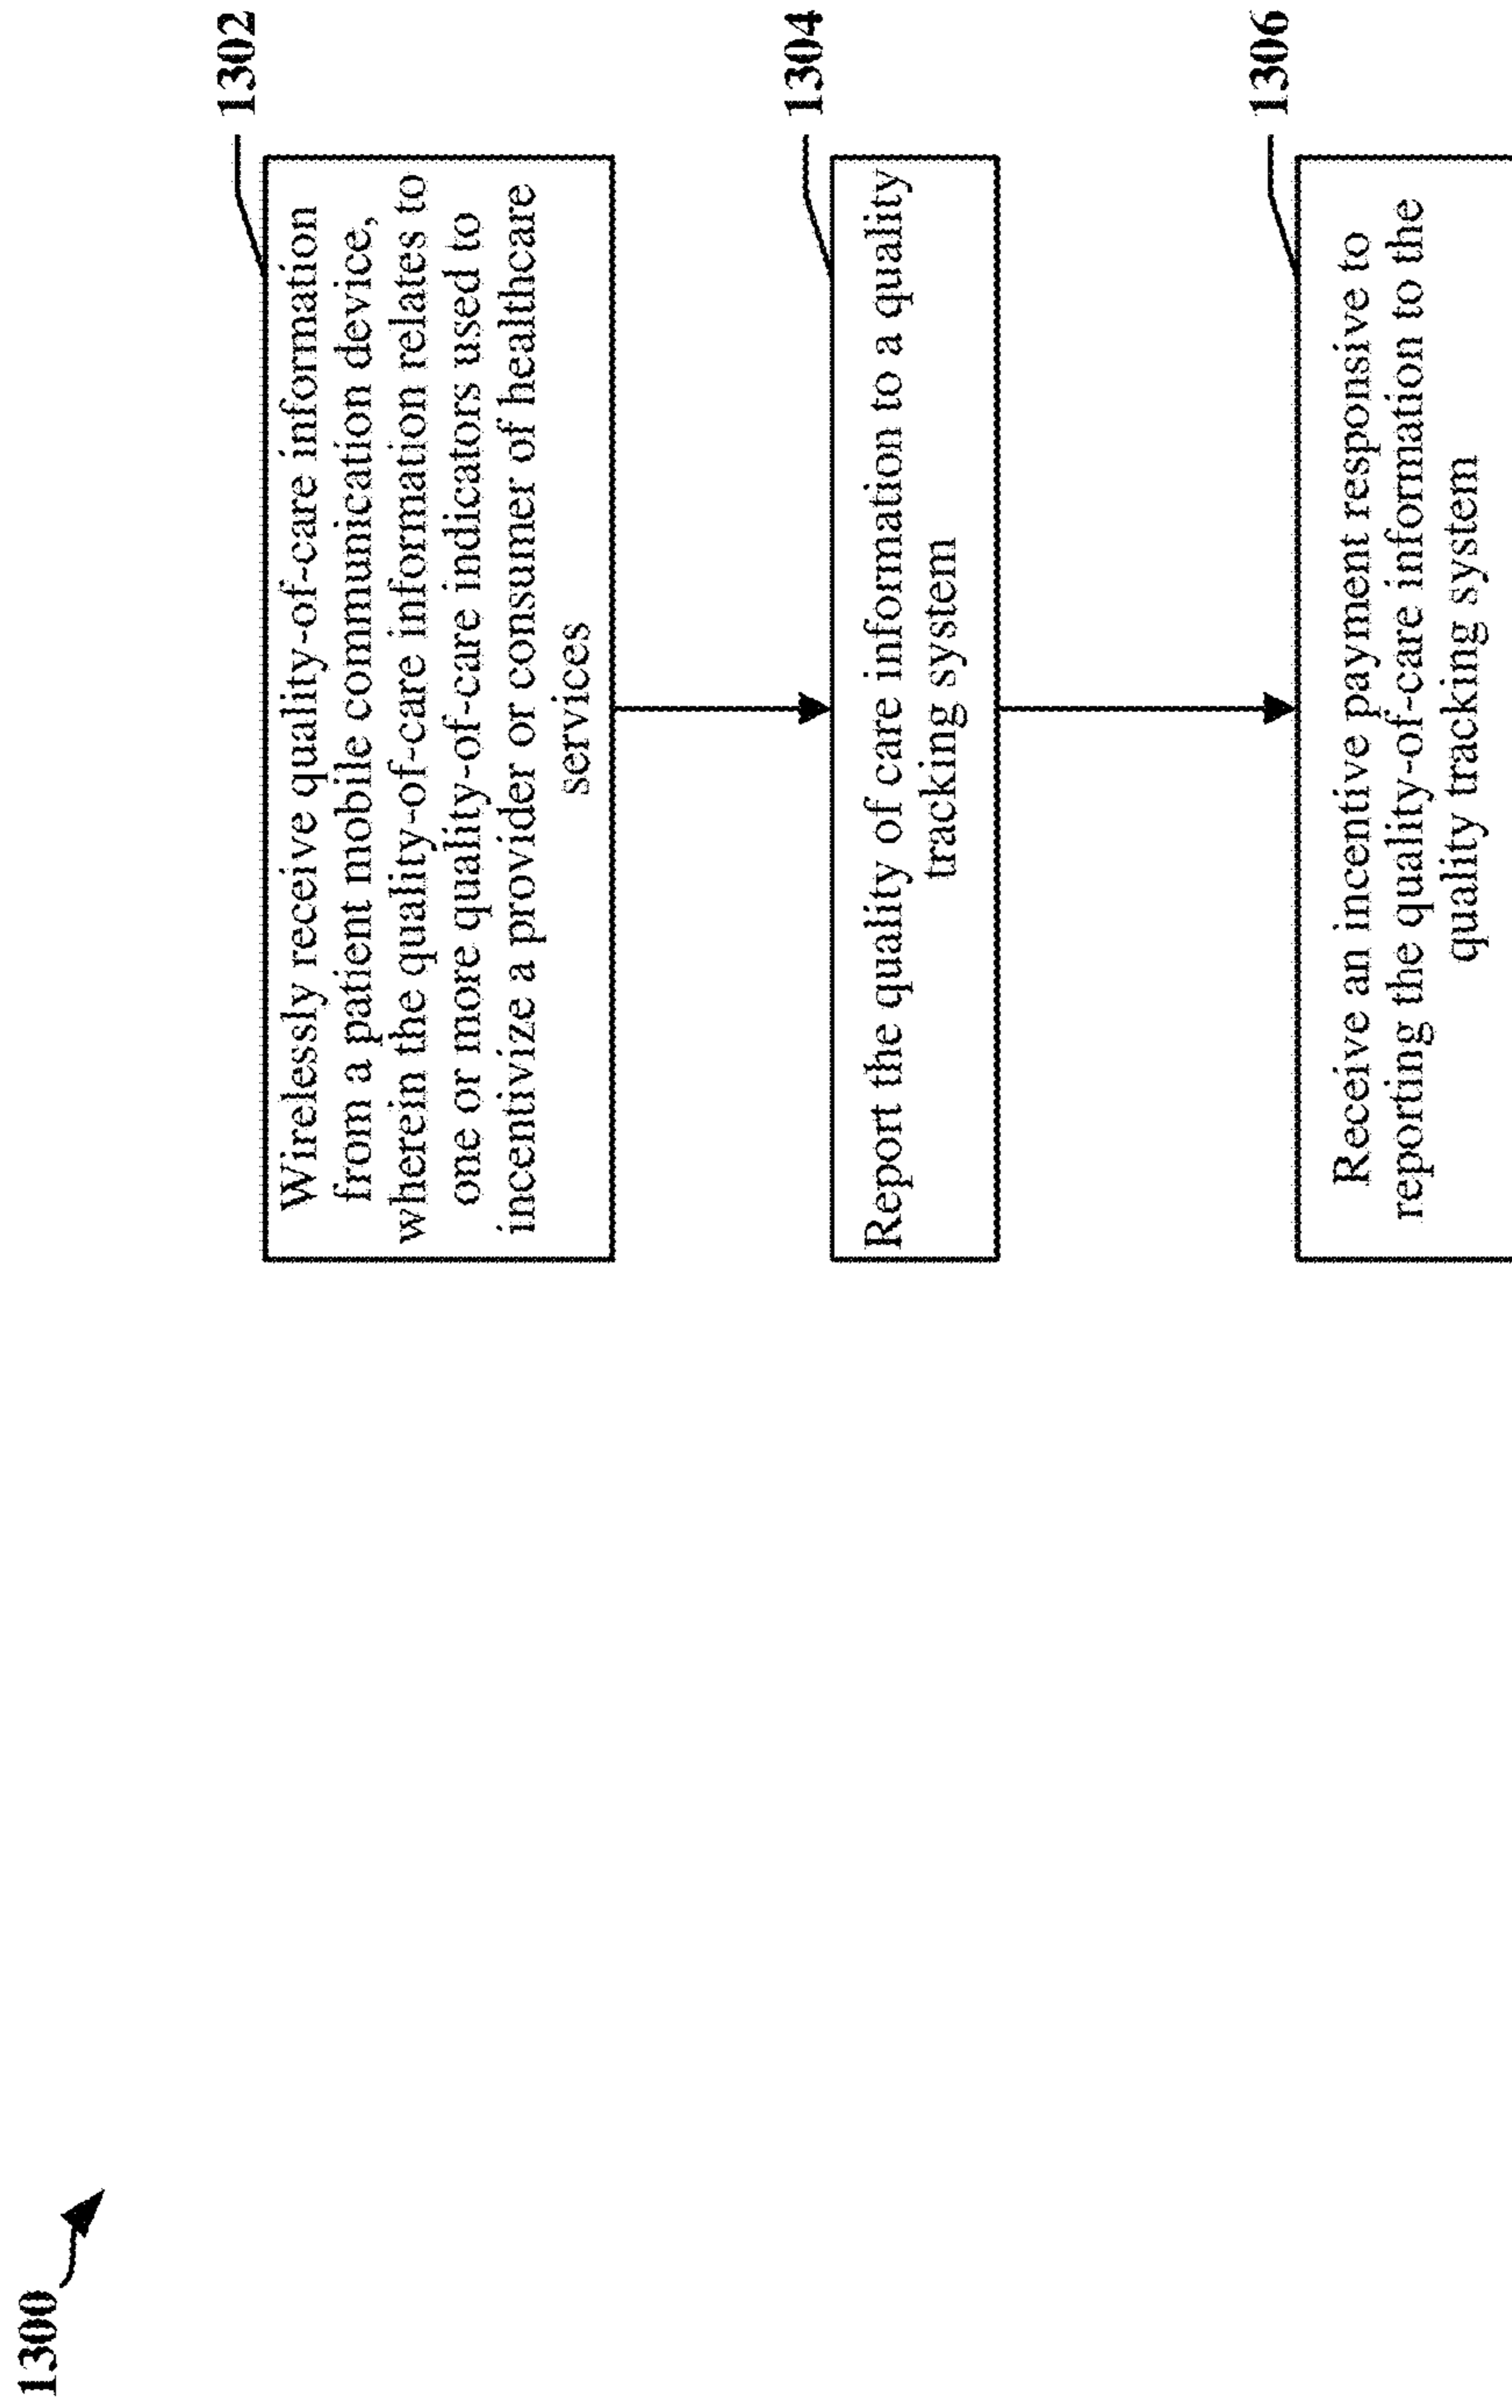 1300
1302
Wirelessly receive quality-of-care information
from a patient mobile communication device,
wherein the quality-of-care information relates to
one or more quality-of-care indicators used to
incentivize a provider or consumer of healthcare
services
1304
Report the quality of care information to a quality
tracking system
1306
Receive an incentive payment responsive to
reporting the quality-of-care information to the
quality tracking system